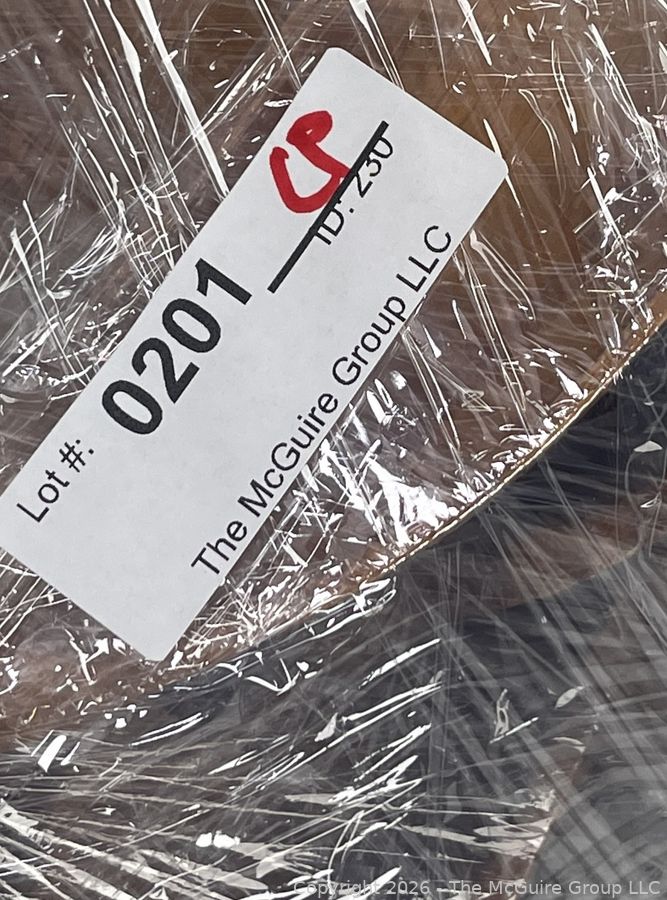 Lot #: 0201
CP
ID: 230
The McGuire Group LLC
Copyright 2026 - The McGuire Group LLC